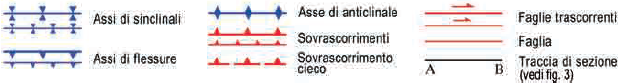 Assi di sinclinali
Assi di flessure
Asse di anticlinale
Sovrascorrimenti
Sovrascorrimento
cieco
Faglie trascorrenti
Faglia
A B
Traccia di sezione
(vedi fig. 3)